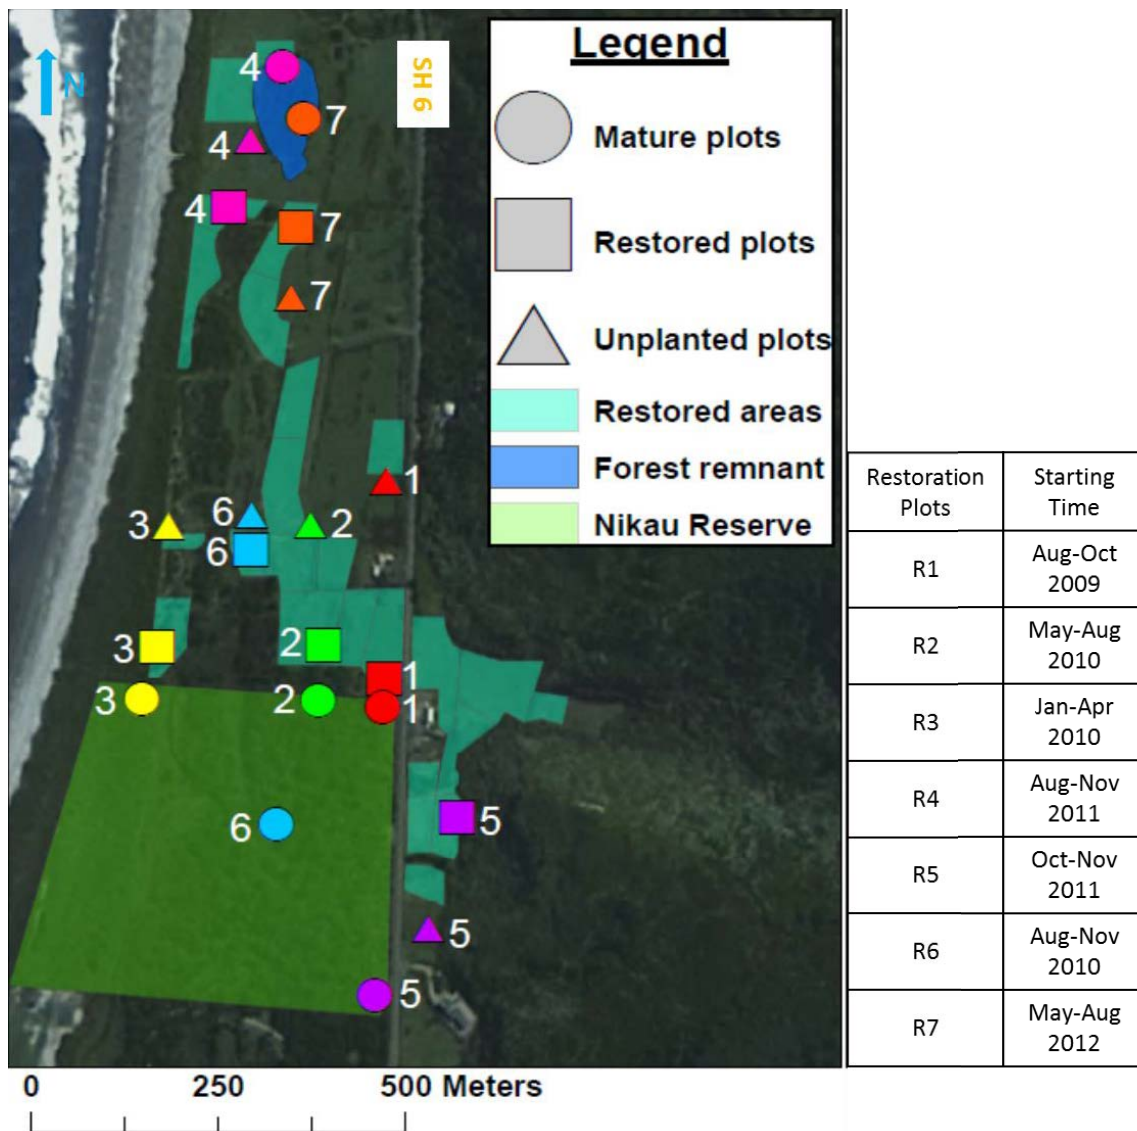 N
SH 6
Legend
Mature plots
Restored plots
Unplanted plots
Restored areas
Forest remnant
Nikau Reserve
4
7
4
4
7
7
1
3
6
2
6
3
2
1
3
2
1
6
5
5
5
0 250 500 Meters
Restoration Plots Starting Time
R1 Aug-Oct 2009
R2 May-Aug 2010
R3 Jan-Apr 2010
R4 Aug-Nov 2011
R5 Oct-Nov 2011
R6 Aug-Nov 2010
R7 May-Aug 2012